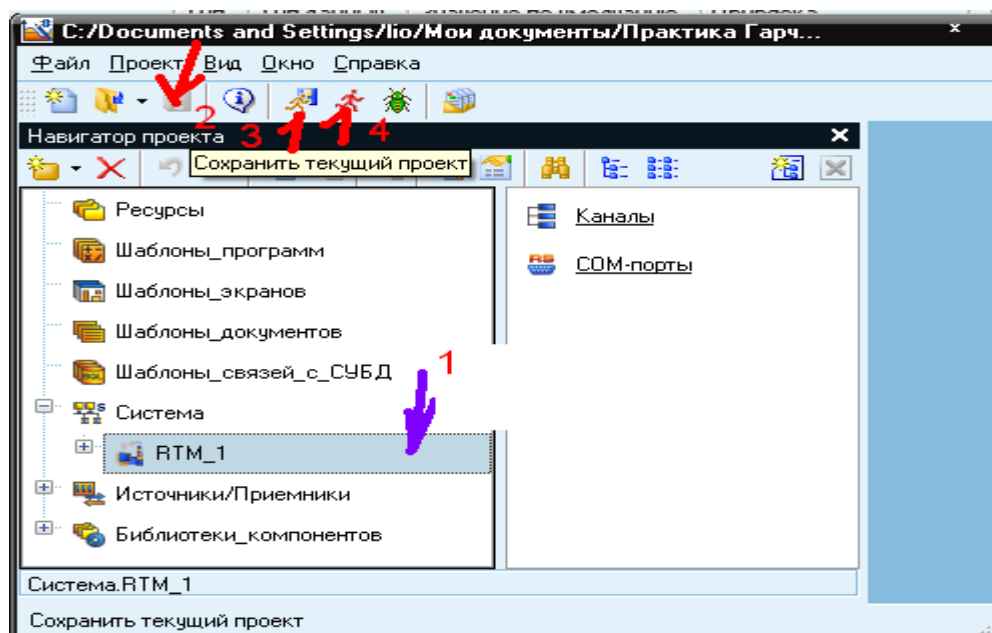 C:/Documents and Settings/lio/Мои документы/Практика Гарч...
Файл Проект Вид Окно Справка
2 3 4
Навигатор проекта
Сохранить текущий проект
Ресурсы
Каналы
Шаблоны_программ
COM-порты
Шаблоны_экранов
Шаблоны_документов
Шаблоны_связей_с_СУБД
1
Система
RTM_1
Источники/Приемники
Библиотеки_компонентов
Система.RTM_1
Сохранить текущий проект